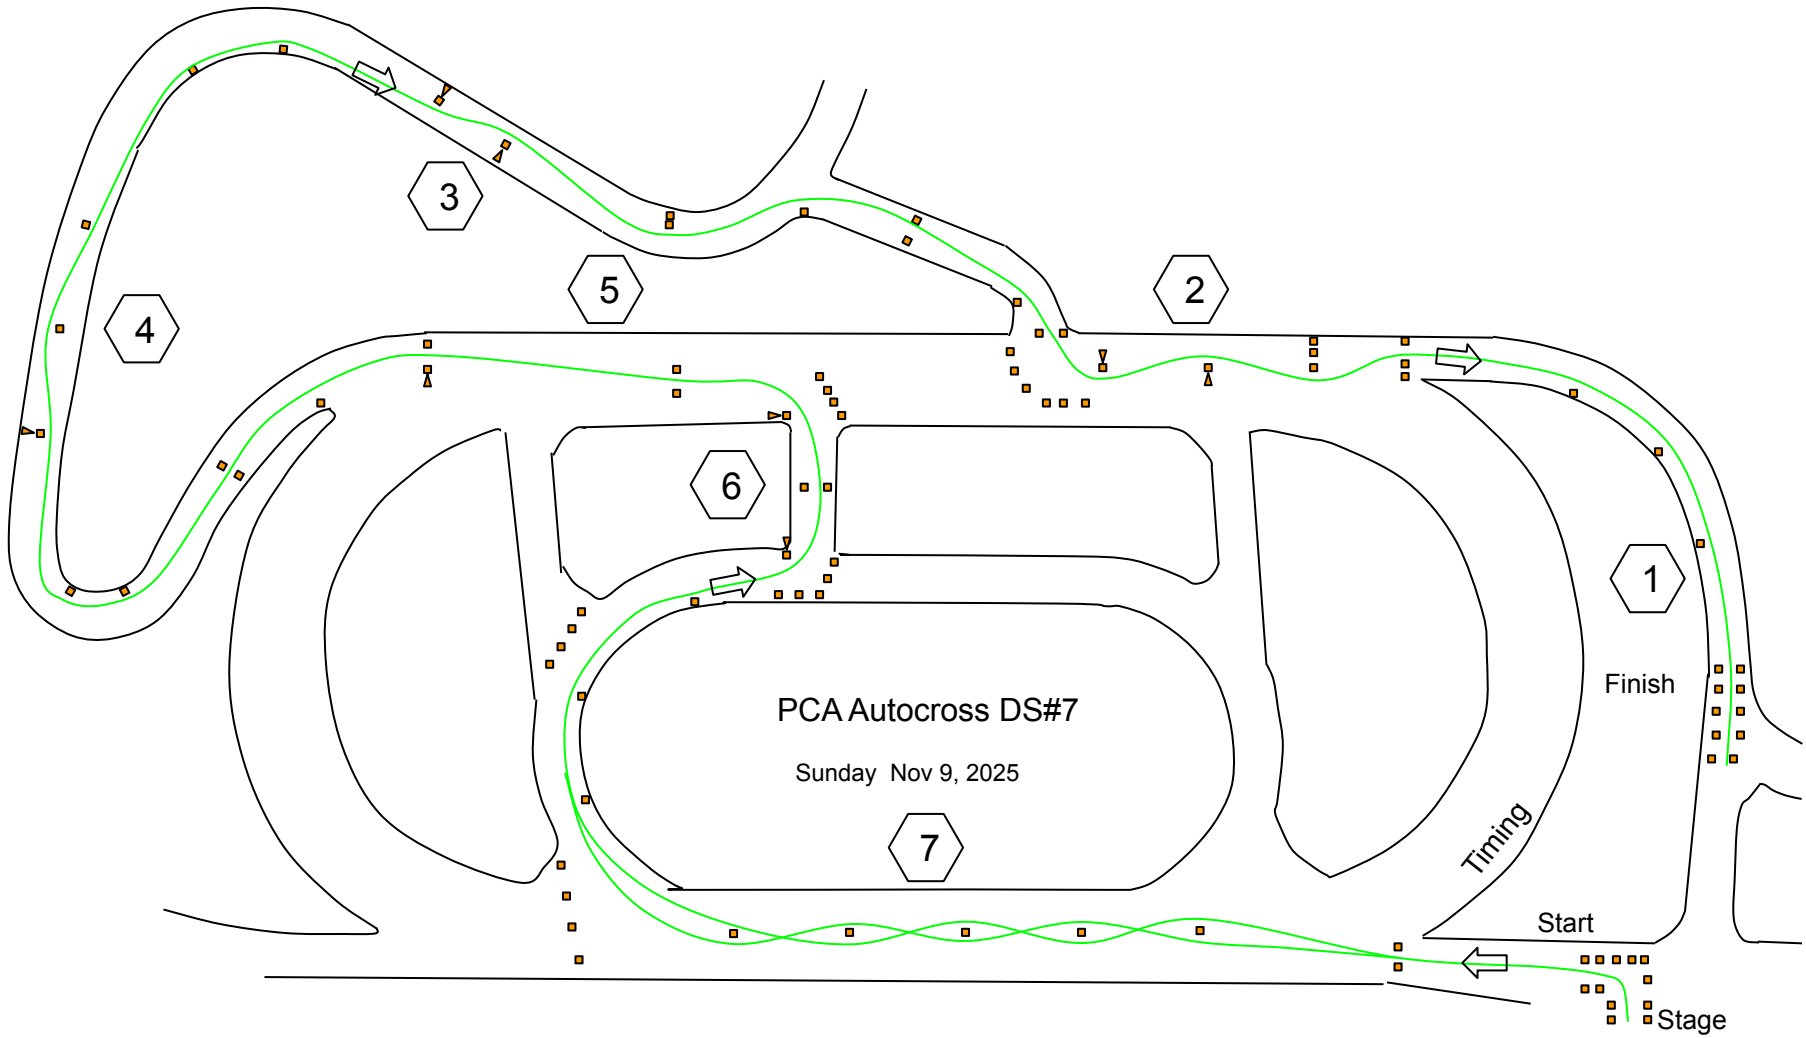 3
5
2
4
6
1
Finish
PCA Autocross DS#7
Sunday Nov 9, 2025
7
Timing
Start
Stage